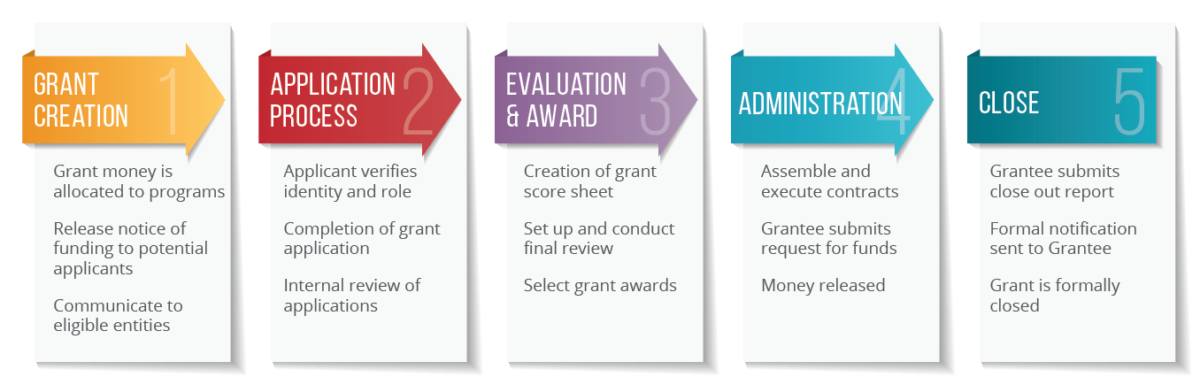 GRANT
CREATION
1
Grant money is
allocated to programs
Release notice of
funding to potential
applicants
Communicate to
eligible entities
APPLICATION
PROCESS
2
Applicant verifies
identity and role
Completion of grant
application
Internal review of
applications
EVALUATION
& AWARD
3
Creation of grant
score sheet
Set up and conduct
final review
Select grant awards
ADMINISTRATION
4
Assemble and
execute contracts
Grantee submits
request for funds
Money released
CLOSE
5
Grantee submits
close out report
Formal notification
sent to Grantee
Grant is formally
closed